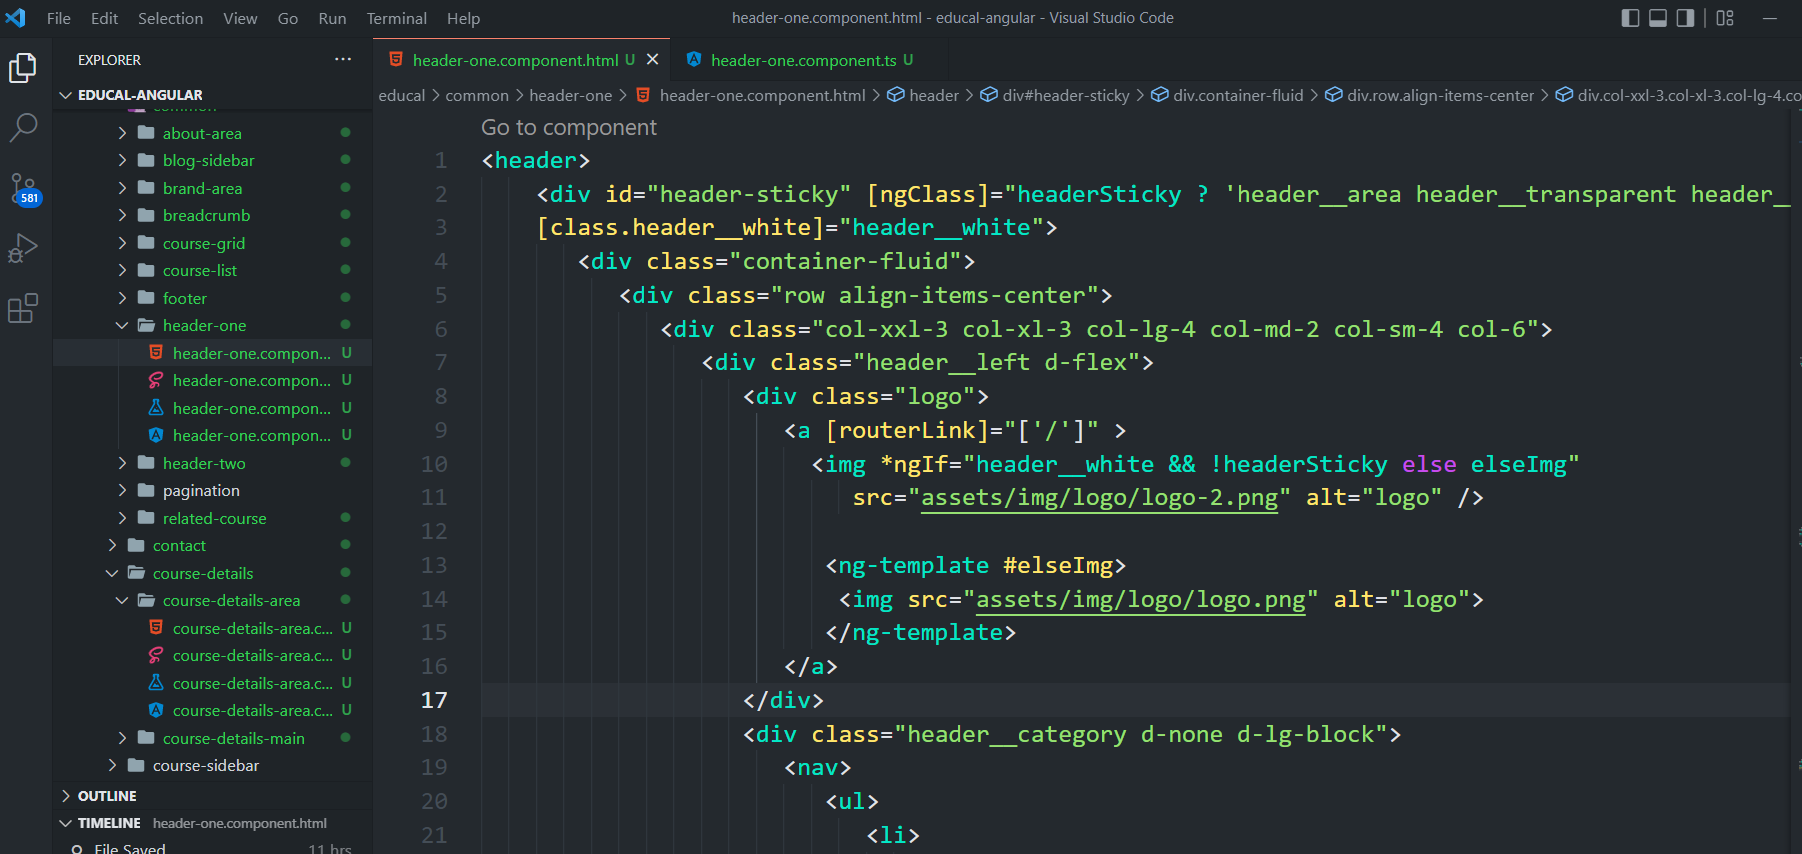 File Edit Selection View Go Run Terminal Help
header-one.component.html - educal-angular - Visual Studio Code
EXPLORER
EDUCAL-ANGULAR
common
about-area
blog-sidebar
brand-area
breadcrumb
course-grid
course-list
footer
header-one
header-one.compon... U
header-one.compon... U
header-one.compon... U
header-one.compon... U
header-two
pagination
related-course
contact
course-details
course-details-area
course-details-area.c... U
course-details-area.c... U
course-details-area.c... U
course-details-area.c... U
course-details-main
course-sidebar
OUTLINE
TIMELINE header-one.component.html
File Saved 11 hrs
581
header-one.component.html U
header-one.component.ts U
educal > common > header-one > header-one.component.html > header > div#header-sticky > div.container-fluid > div.row.align-items-center > div.col-xxl-3.col-xl-3.col-lg-4.co
Go to component
1 <header>
2 <div id="header-sticky" [ngClass]="headerSticky ? 'header__area header__transparent header_
3 [class.header__white]="header__white">
4 <div class="container-fluid">
5 <div class="row align-items-center">
6 <div class="col-xxl-3 col-xl-3 col-lg-4 col-md-2 col-sm-4 col-6">
7 <div class="header__left d-flex">
8 <div class="logo">
9 <a [routerLink]="['/']" >
10 <img *ngIf="header__white && !headerSticky else elseImg"
11 src="assets/img/logo/logo-2.png" alt="logo" />
12
13 <ng-template #elseImg>
14 <img src="assets/img/logo/logo.png" alt="logo">
15 </ng-template>
16 </a>
17 </div>
18 <div class="header__category d-none d-lg-block">
19 <nav>
20 <ul>
21 <li>